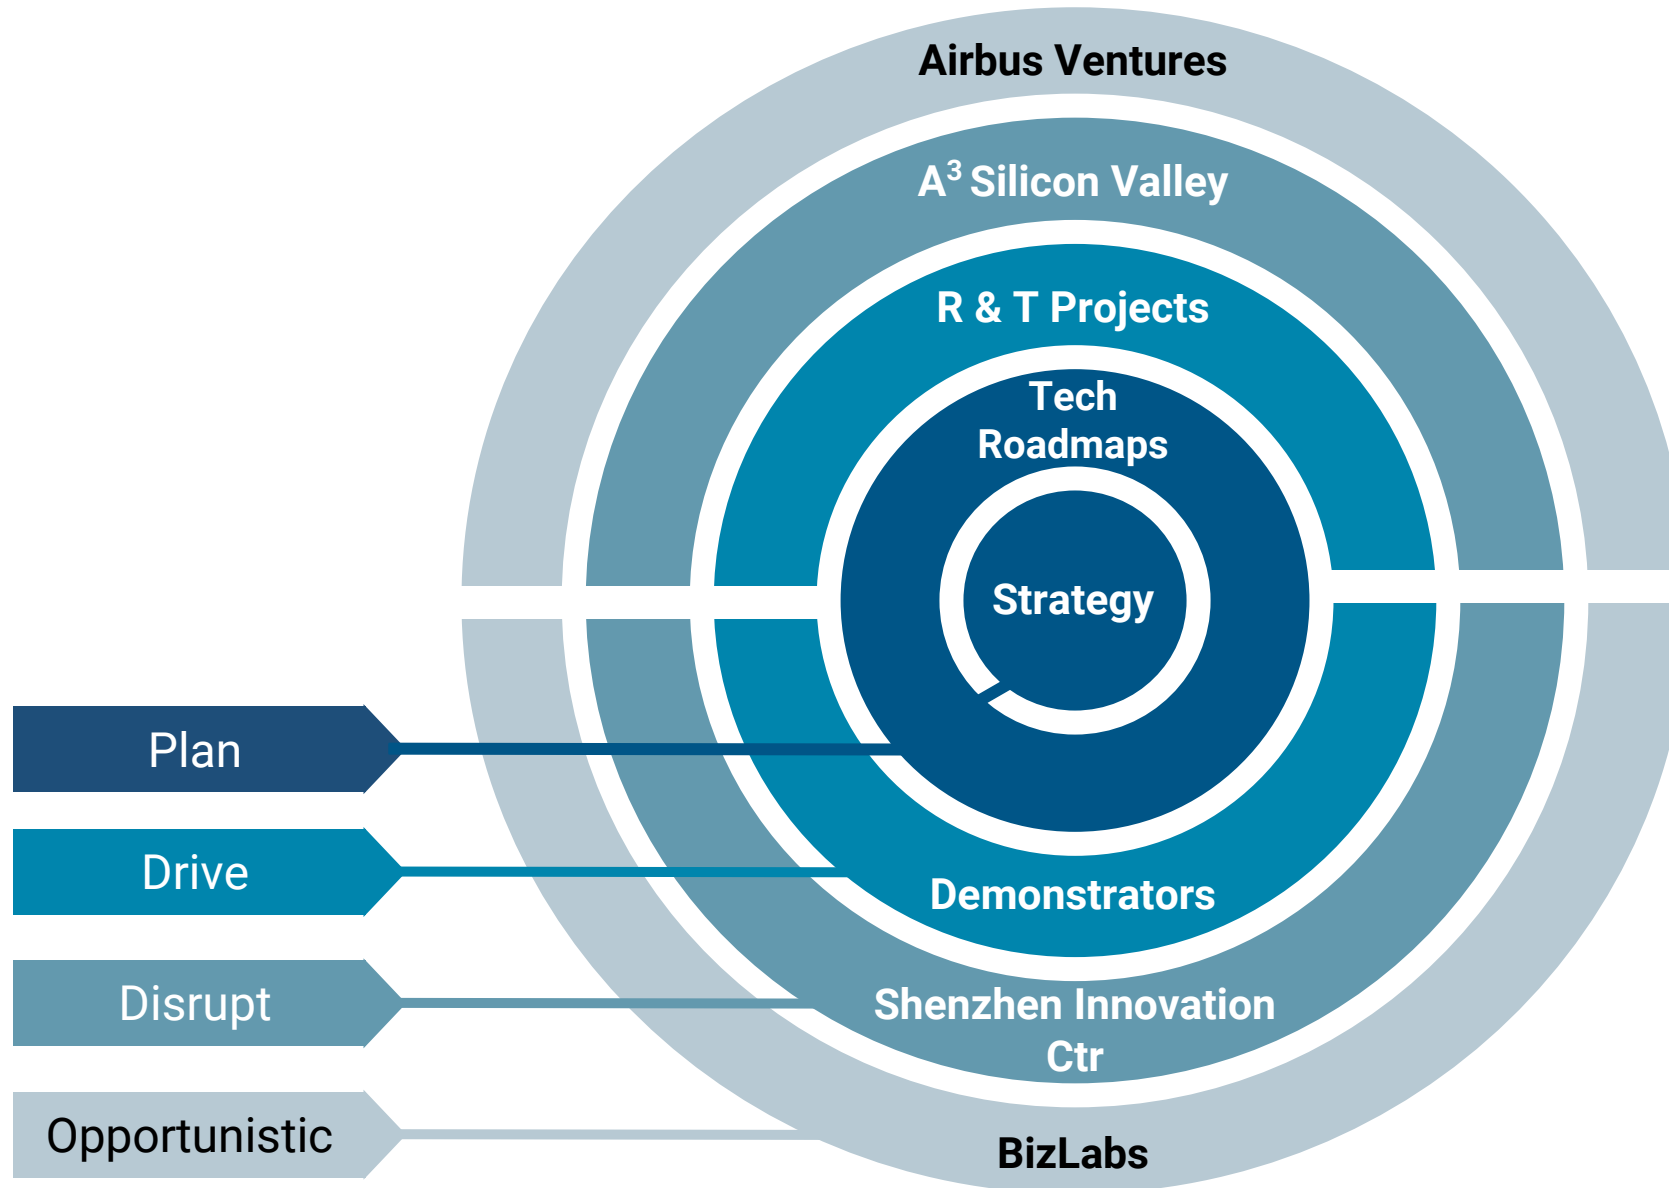 Airbus Ventures
A³ Silicon Valley
R & T Projects
Tech
Roadmaps
Strategy
Plan
Drive
Demonstrators
Disrupt
Shenzhen Innovation
Ctr
Opportunistic
BizLabs